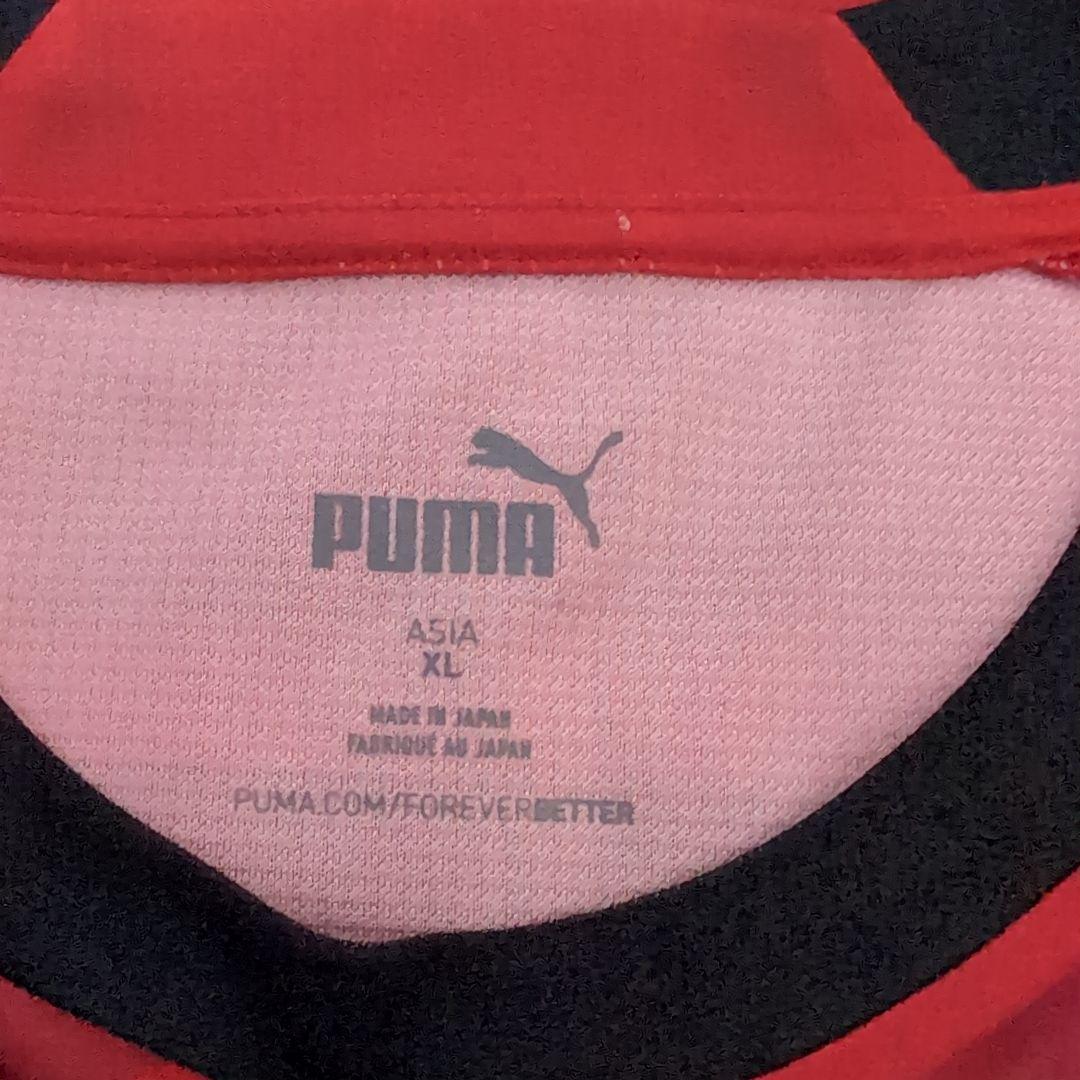 PUMA
ASIA
XL
MADE IN JAPAN
FABRIQUÉ AU JAPAN
PUMA.COM/FOREVERBETTER